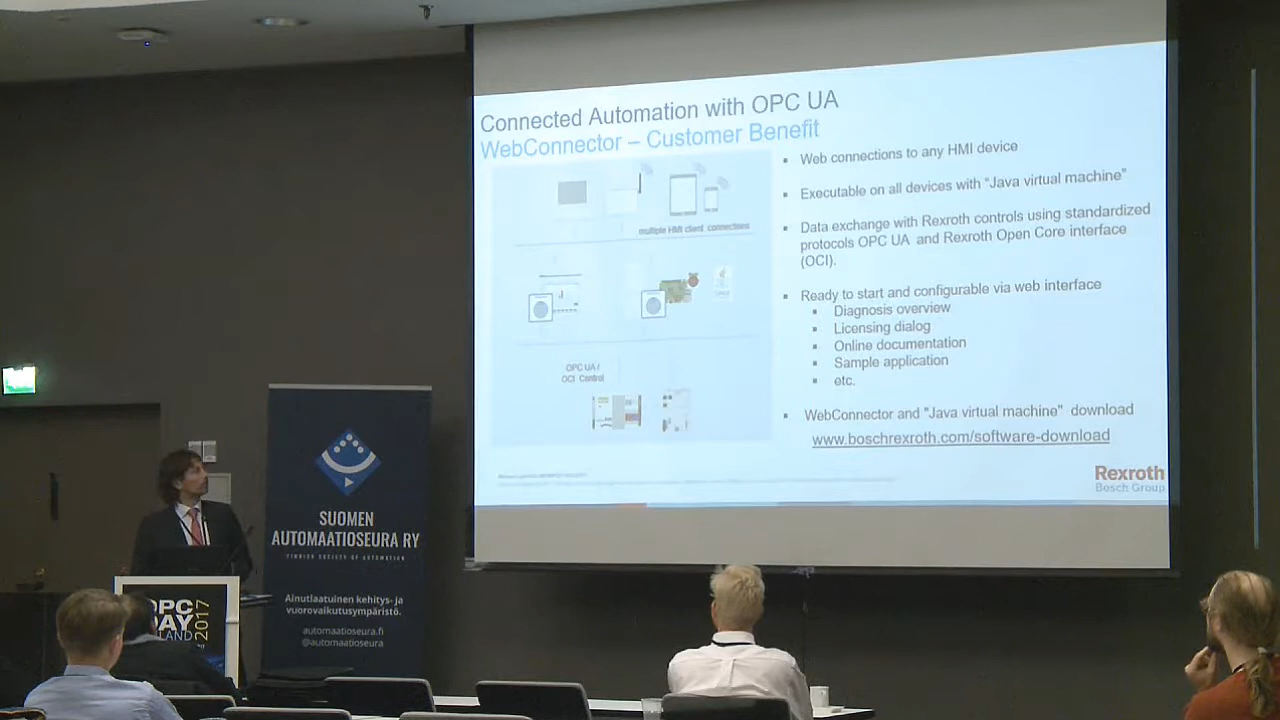 Connected Automation with OPC UA
WebConnector – Customer Benefit
multiple HMI client connections
OPC UA /
OCI Control
▪ Web connections to any HMI device
▪ Executable on all devices with “Java virtual machine”
▪ Data exchange with Rexroth controls using standardized
protocols OPC UA and Rexroth Open Core interface
(OCI).
▪ Ready to start and configurable via web interface
▪ Diagnosis overview
▪ Licensing dialog
▪ Online documentation
▪ Sample application
▪ etc.
▪ WebConnector and "Java virtual machine" download
www.boschrexroth.com/software-download
Rexroth
Bosch Group
SUOMEN
AUTOMAATIOSEURA RY
FINNISH SOCIETY OF AUTOMATION
Ainutlaatuinen kehitys- ja
vuorovaikutusympäristö.
automaatioseura.fi
@automaatioseura
OPC
DAY
2017